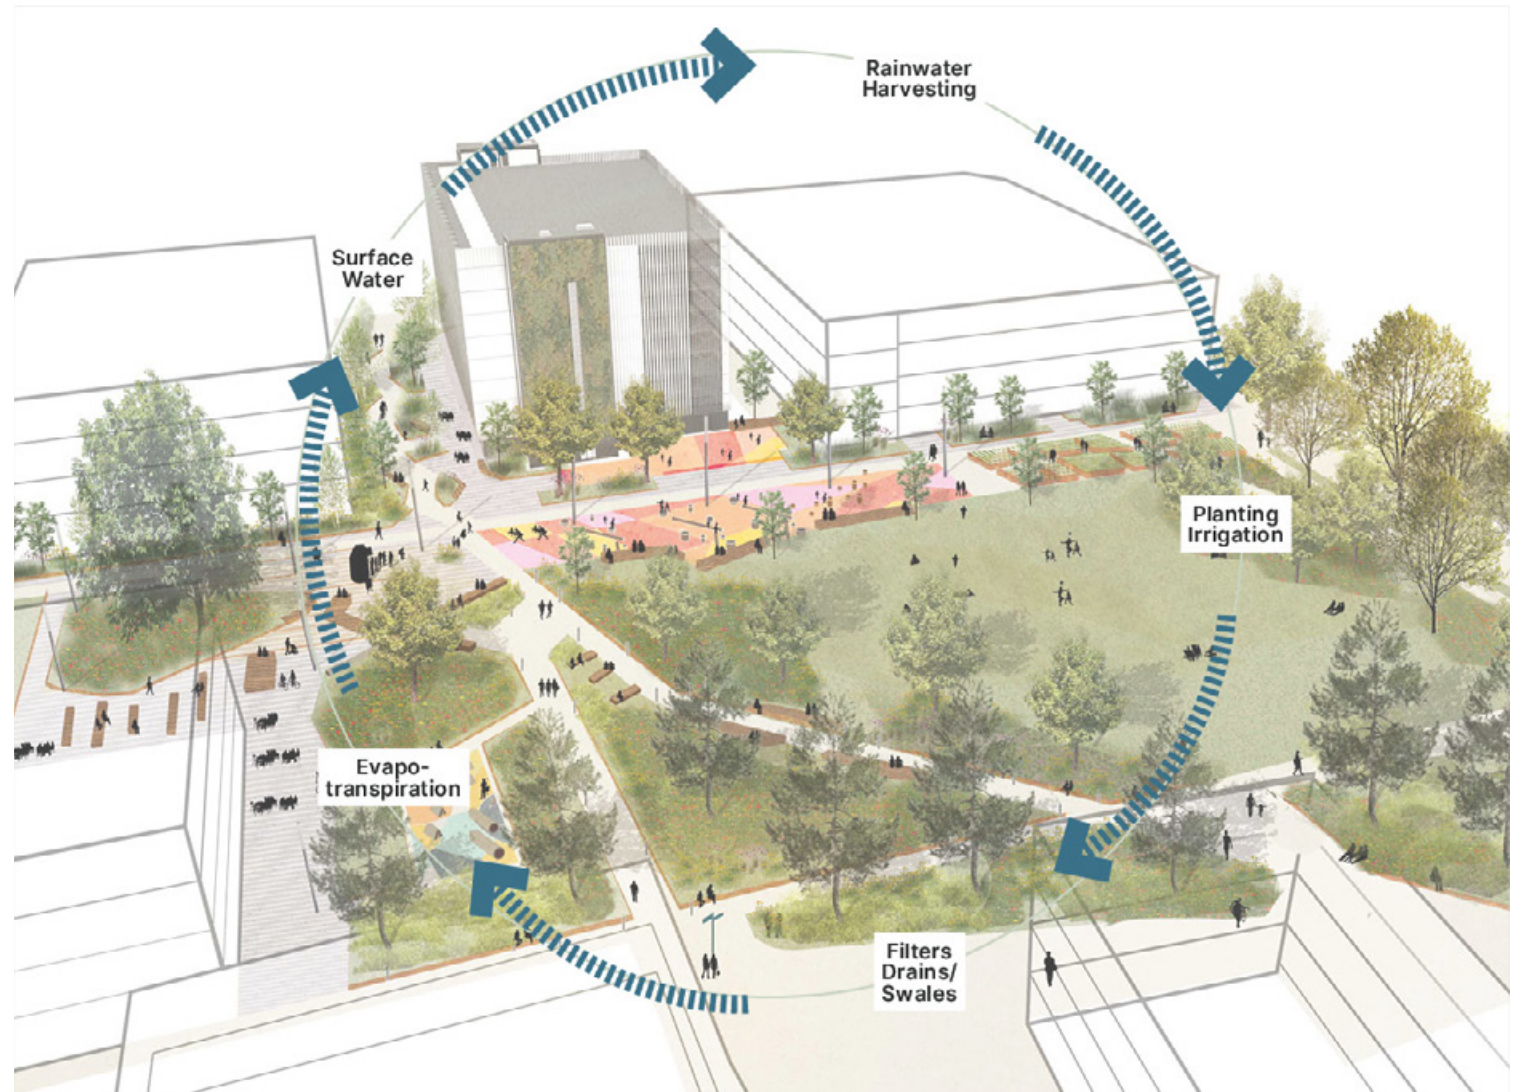 Rainwater
Harvesting
Surface
Water
Planting
Irrigation
Evapo-
transpiration
Filters
Drains/
Swales